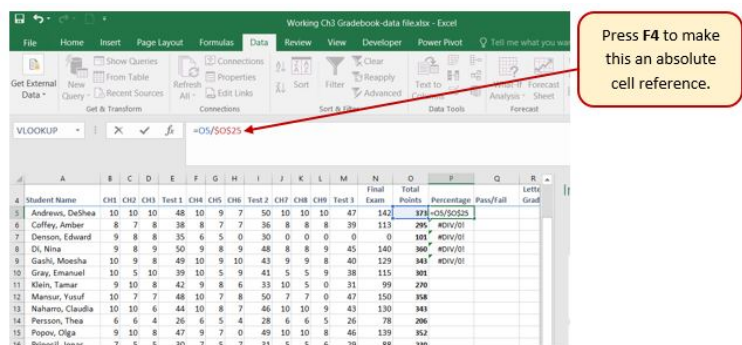 Working Ch3 Gradebook-data file.xlsx - Excel
File Home Insert Page Layout Formulas Data Review View Developer Power Pivot Tell me what you wa
Get External Data New Query Show Queries From Table Recent Sources Get & Transform
Refresh All Connections Properties Edit Links Connections
Sort Filter Clear Reapply Advanced Sort & Filter
Text to Columns Data Tools
What-If Analysis Forecast Sheet Forecast
Press F4 to make
this an absolute
cell reference.
VLOOKUP fx =O5/$O$25
A B C D E F G H I J K L M N O P Q R
4 Student Name CH1 CH2 CH3 Test 1 CH4 CH5 CH6 Test 2 CH7 CH8 CH9 Test 3 Final Exam Total Points Percentage Pass/Fail Lette Grad
5 Andrews, DeShea 10 10 10 48 10 9 7 50 10 10 10 47 142 373 =O5/$O$25
6 Coffey, Amber 8 7 8 38 8 7 7 36 8 8 8 39 113 295 #DIV/0!
7 Denson, Edward 9 8 8 35 6 5 0 30 0 0 0 0 0 101 #DIV/0!
8 Di, Nina 9 8 9 50 9 8 9 48 8 8 9 45 140 360 #DIV/0!
9 Gashi, Moesha 10 9 8 49 10 9 10 43 9 9 8 40 129 343 #DIV/0!
10 Gray, Emanuel 10 5 10 39 10 5 9 41 5 5 9 38 115 301
11 Klein, Tamar 9 10 8 42 9 8 6 33 10 5 0 31 99 270
12 Mansur, Yusuf 10 7 7 48 10 7 8 50 7 7 0 47 150 358
13 Naharro, Claudia 10 10 6 44 10 8 7 46 10 10 9 43 130 343
14 Persson, Thea 6 6 4 26 6 5 4 28 6 6 5 26 78 206
15 Popov, Olga 9 10 8 47 9 7 0 49 10 10 8 46 139 352